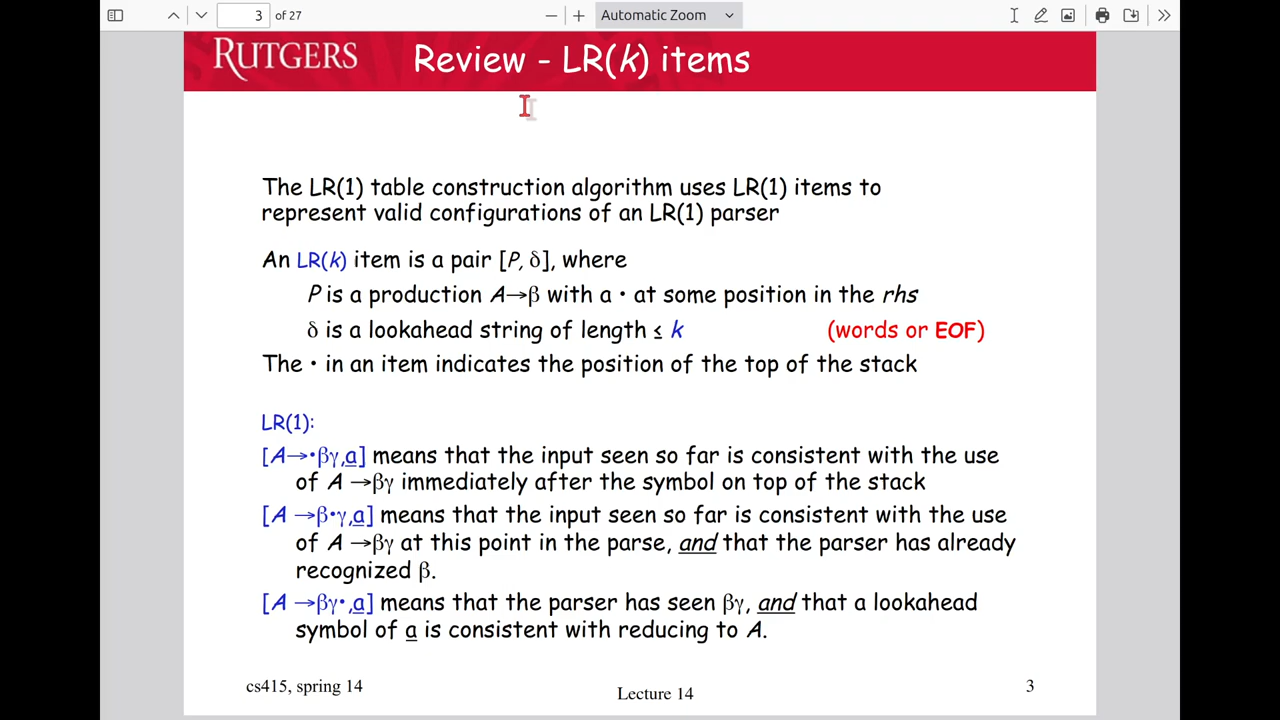 3 of 27
Automatic Zoom
RUTGERS
Review - LR(k) items
The LR(1) table construction algorithm uses LR(1) items to
represent valid configurations of an LR(1) parser
An LR(k) item is a pair [P, δ], where
P is a production A→β with a • at some position in the rhs
δ is a lookahead string of length ≤ k (words or EOF)
The • in an item indicates the position of the top of the stack
LR(1):
[A→•βγ,a] means that the input seen so far is consistent with the use
of A →βγ immediately after the symbol on top of the stack
[A →β•γ,a] means that the input seen so far is consistent with the use
of A →βγ at this point in the parse, and that the parser has already
recognized β.
[A →βγ•,a] means that the parser has seen βγ, and that a lookahead
symbol of a is consistent with reducing to A.
cs415, spring 14
Lecture 14
3